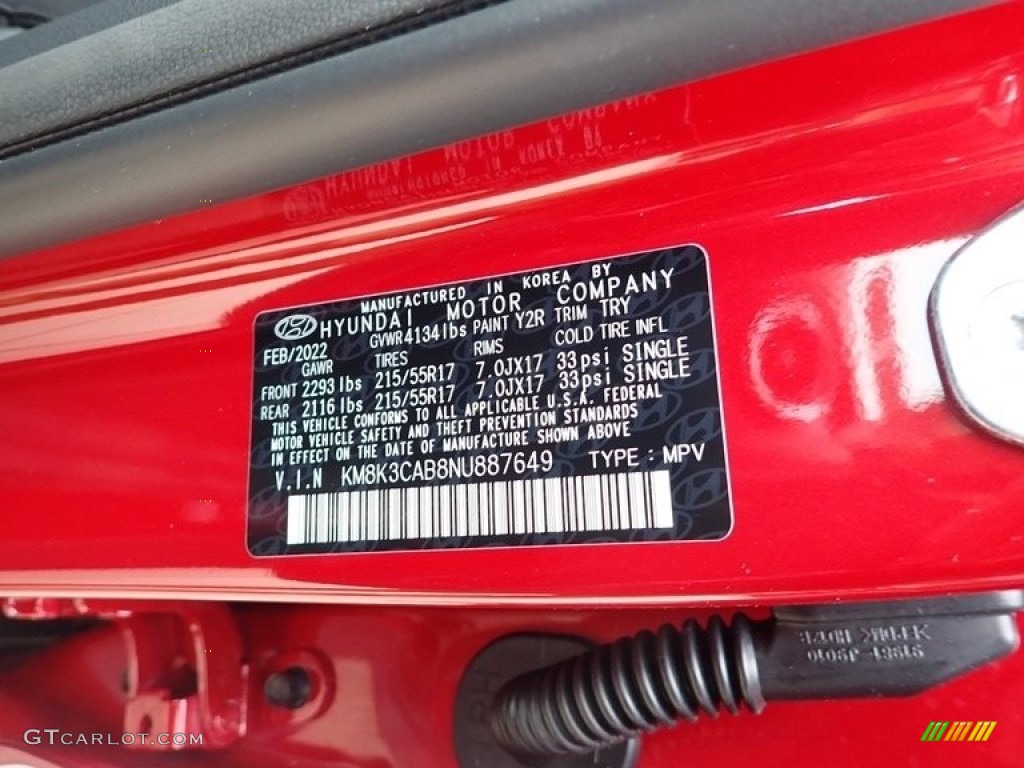 MANUFACTURED IN KOREA BY
HYUNDAI MOTOR COMPANY
FEB/2022 GVWR 4134 lbs PAINT Y2R TRIM TRY
GAWR TIRES RIMS COLD TIRE INFL
FRONT 2293 lbs 215/55R17 7.0JX17 33psi SINGLE
REAR 2116 lbs 215/55R17 7.0JX17 33psi SINGLE
THIS VEHICLE CONFORMS TO ALL APPLICABLE U.S.A. FEDERAL
MOTOR VEHICLE SAFETY AND THEFT PREVENTION STANDARDS
IN EFFECT ON THE DATE OF MANUFACTURE SHOWN ABOVE
V.I.N KM8K3CAB8NU887649 TYPE : MPV
91961-J9010
GTCARLOT.COM